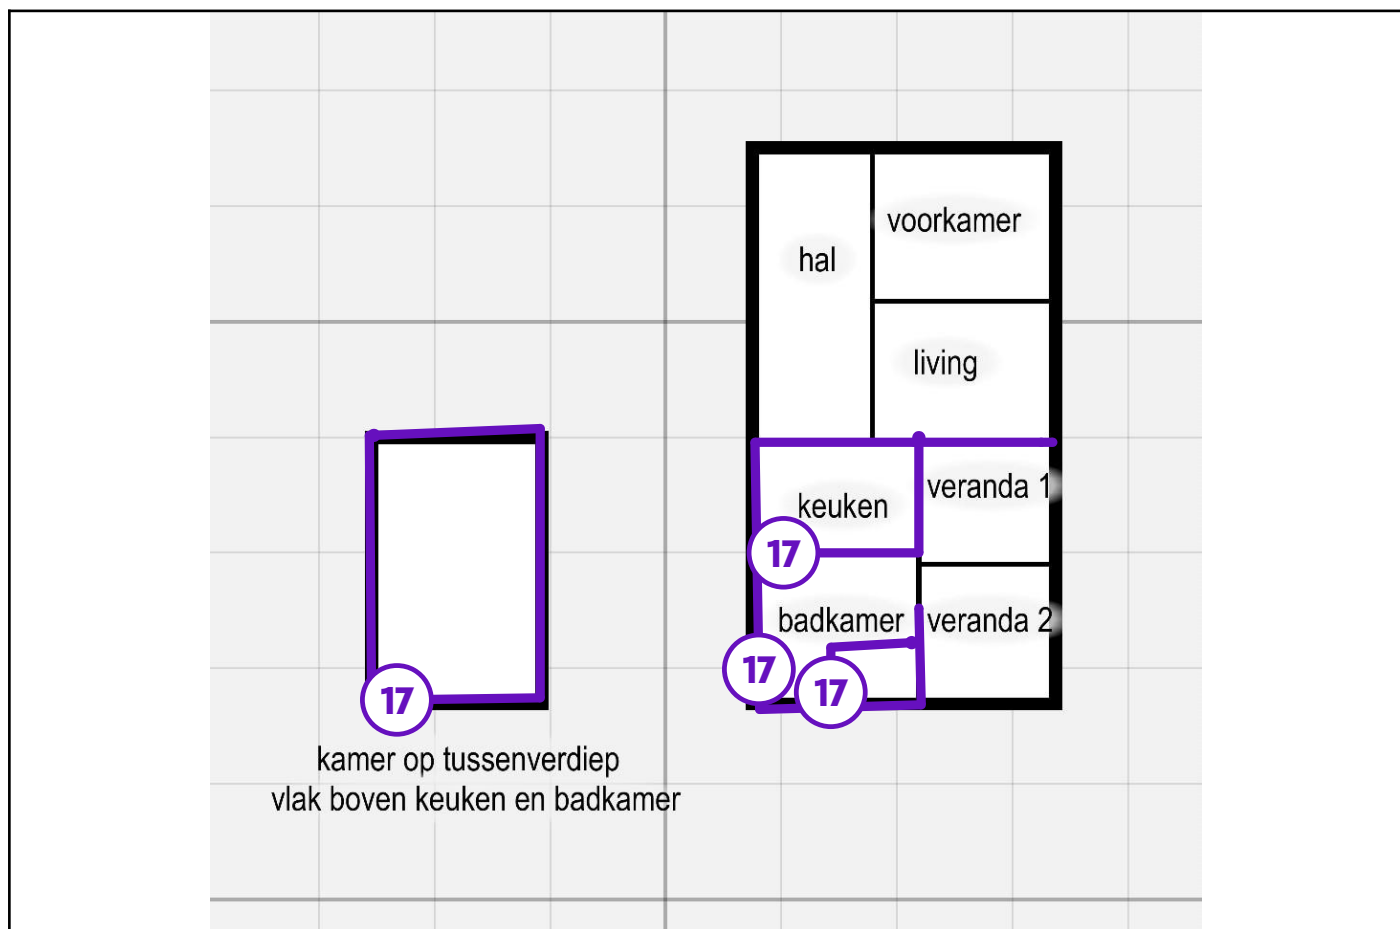 voorkamer
hal
living
keuken
veranda 1
17
badkamer
veranda 2
17
17
17
kamer op tussenverdiep
vlak boven keuken en badkamer